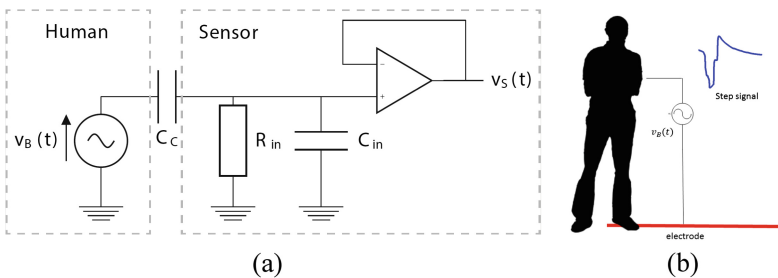 Human
Sensor
−
+
v_S (t)
v_B (t)
C_C
R_in
C_in
(a)
Step signal
v_B(t)
electrode
(b)